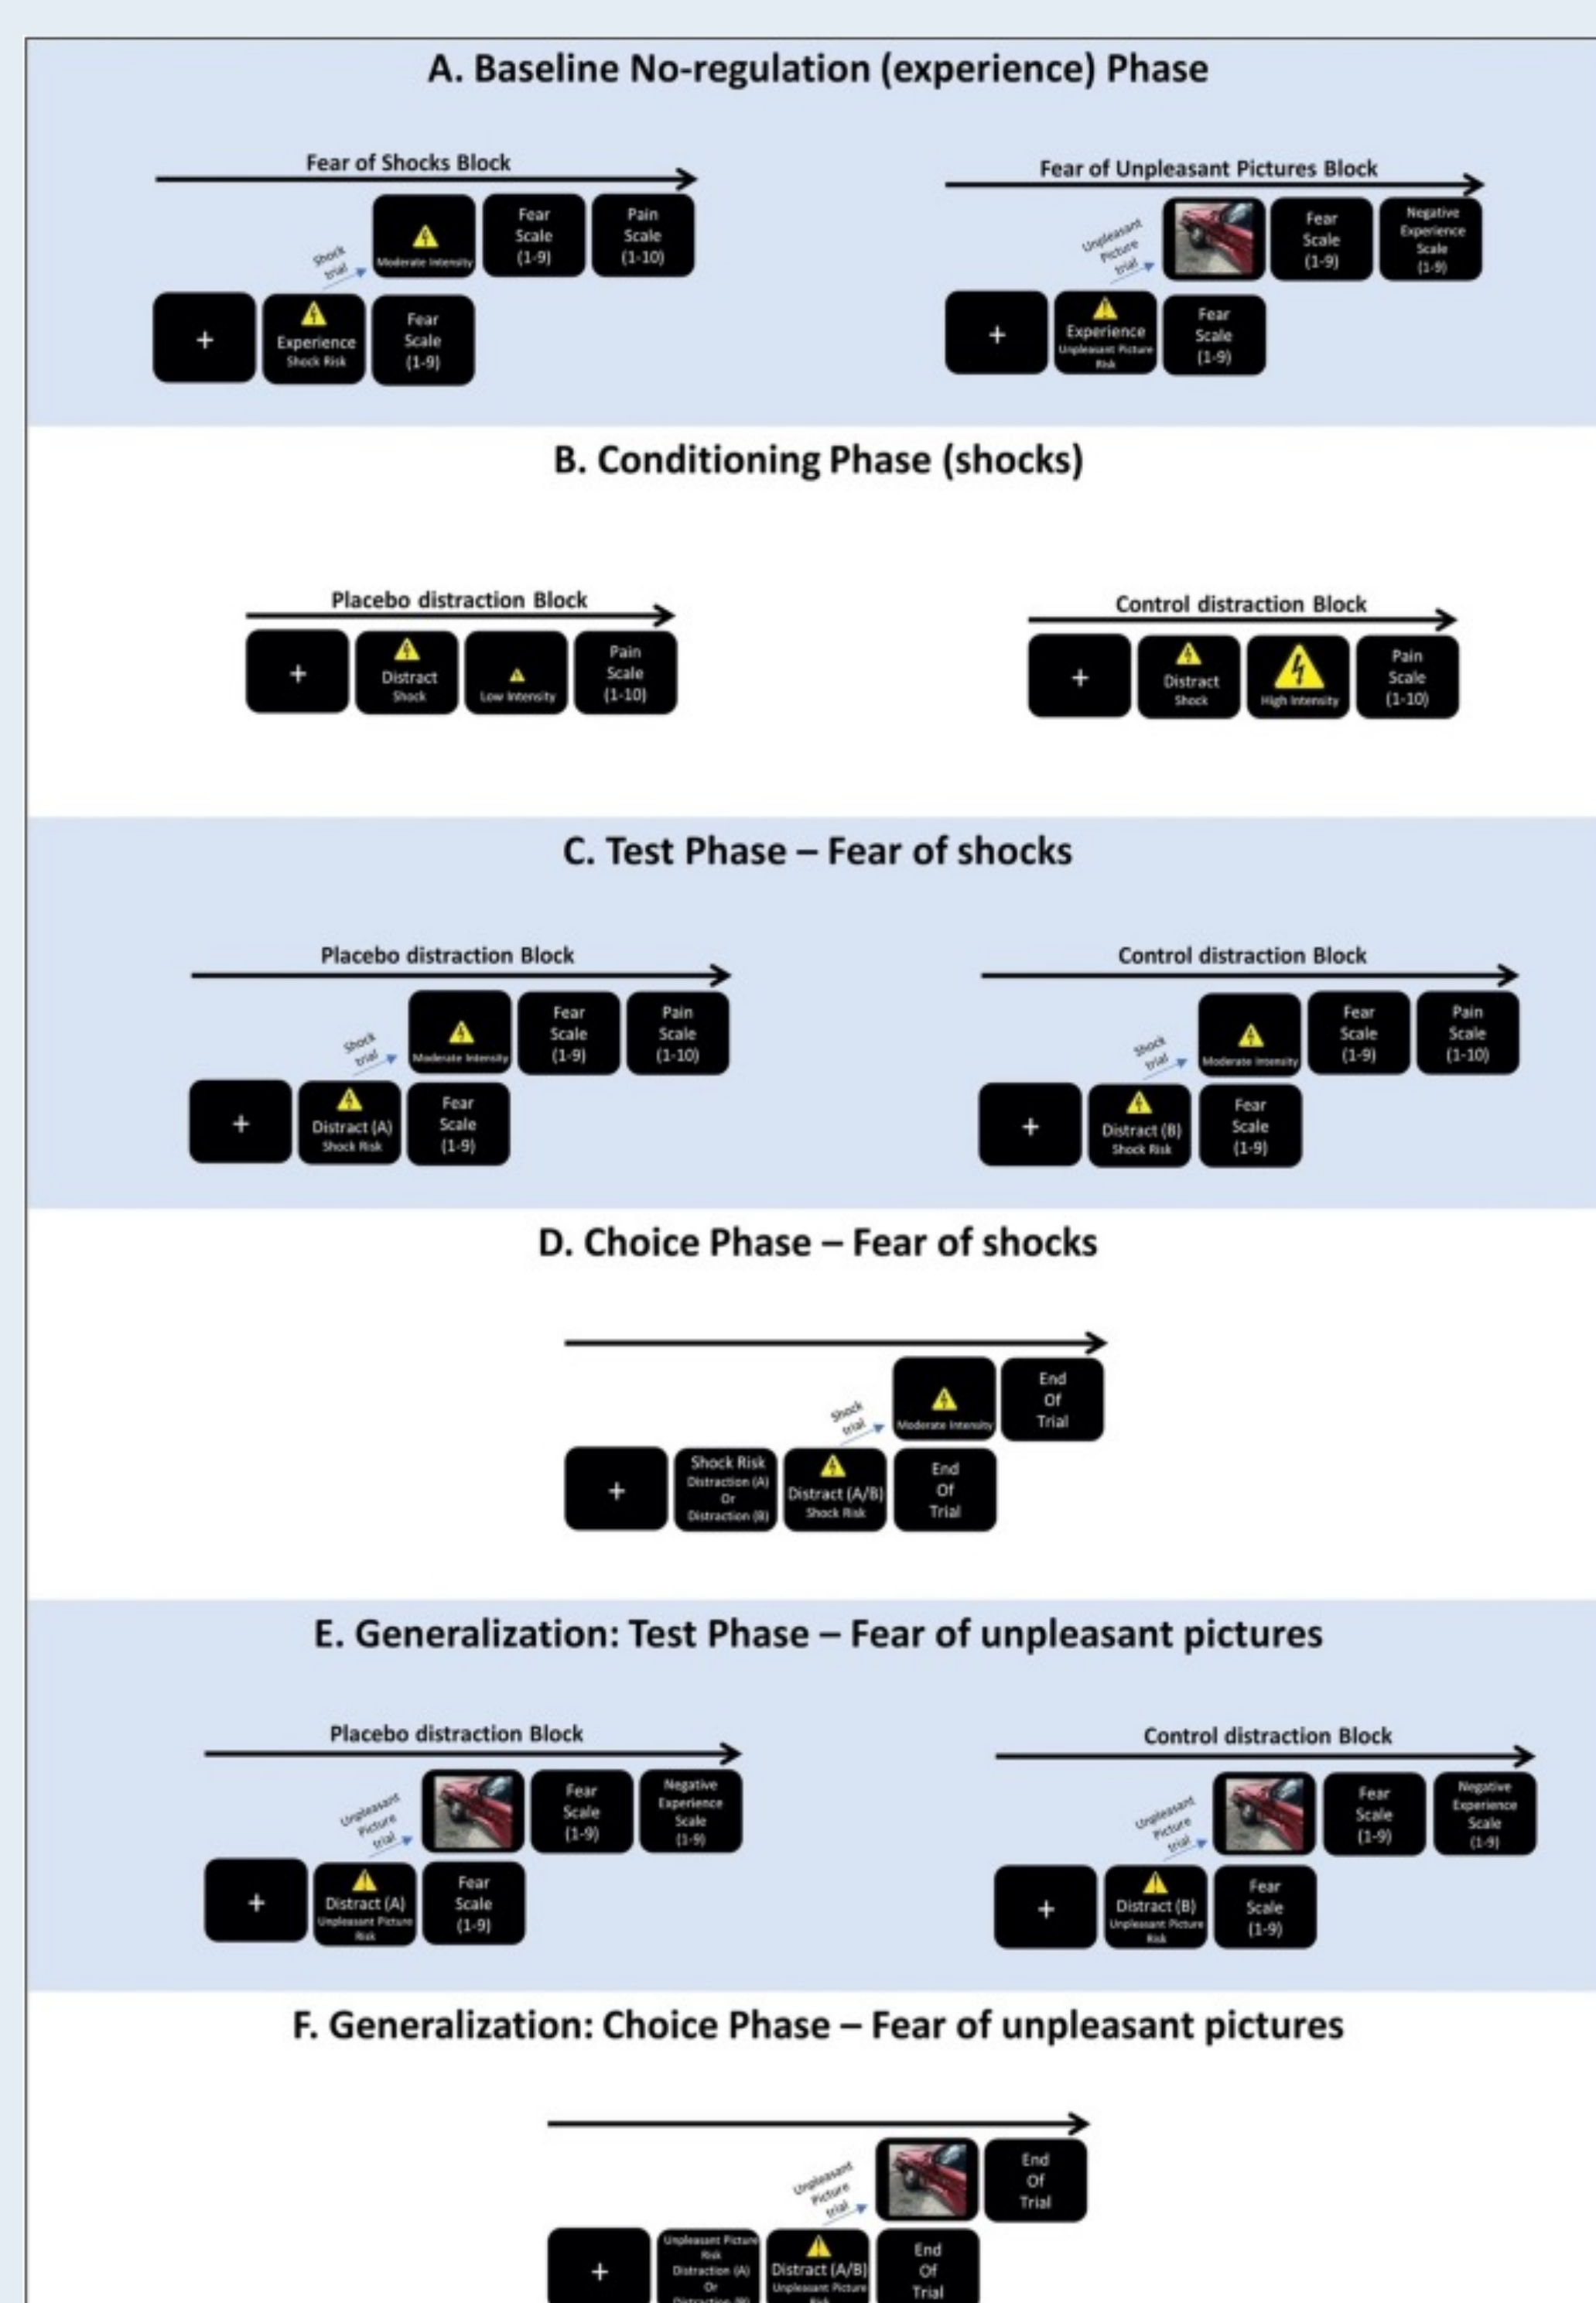 A. Baseline No-regulation (experience) Phase
Fear of Shocks Block
Shock
trial
Moderate Intensity
Fear
Scale
(1-9)
Pain
Scale
(1-10)
+
Experience
Shock Risk
Fear
Scale
(1-9)
Fear of Unpleasant Pictures Block
Unpleasant
Picture
trial
Fear
Scale
(1-9)
Negative
Experience
Scale
(1-9)
+
Experience
Unpleasant Picture
Risk
Fear
Scale
(1-9)
B. Conditioning Phase (shocks)
Placebo distraction Block
+
Distract
Shock
Low Intensity
Pain
Scale
(1-10)
Control distraction Block
+
Distract
Shock
High Intensity
Pain
Scale
(1-10)
C. Test Phase – Fear of shocks
Placebo distraction Block
Shock
trial
Moderate Intensity
Fear
Scale
(1-9)
Pain
Scale
(1-10)
+
Distract (A)
Shock Risk
Fear
Scale
(1-9)
Control distraction Block
Shock
trial
Moderate Intensity
Fear
Scale
(1-9)
Pain
Scale
(1-10)
+
Distract (B)
Shock Risk
Fear
Scale
(1-9)
D. Choice Phase – Fear of shocks
Shock
trial
Moderate Intensity
End
Of
Trial
+
Shock Risk
Distraction (A)
Or
Distraction (B)
Distract (A/B)
Shock Risk
End
Of
Trial
E. Generalization: Test Phase – Fear of unpleasant pictures
Placebo distraction Block
Unpleasant
Picture
trial
Fear
Scale
(1-9)
Negative
Experience
Scale
(1-9)
+
Distract (A)
Unpleasant Picture
Risk
Fear
Scale
(1-9)
Control distraction Block
Unpleasant
Picture
trial
Fear
Scale
(1-9)
Negative
Experience
Scale
(1-9)
+
Distract (B)
Unpleasant Picture
Risk
Fear
Scale
(1-9)
F. Generalization: Choice Phase – Fear of unpleasant pictures
Unpleasant
Picture
trial
End
Of
Trial
+
Unpleasant Picture
Risk
Distraction (A)
Or
Distraction (B)
Distract (A/B)
Unpleasant Picture
Risk
End
Of
Trial